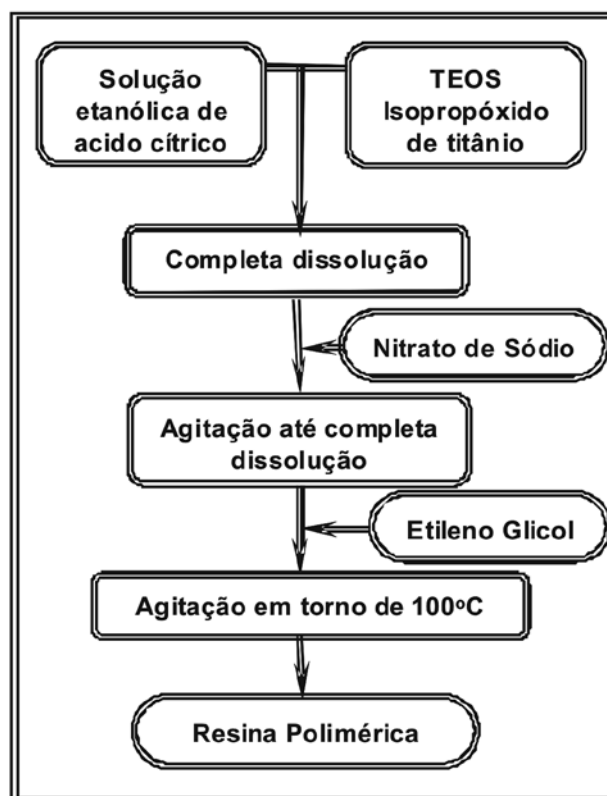 Solução
etanólica de
acido cítrico
TEOS
Isopropóxido
de titânio
Completa dissolução
Nitrato de Sódio
Agitação até completa
dissolução
Etileno Glicol
Agitação em torno de 100ºC
Resina Polimérica